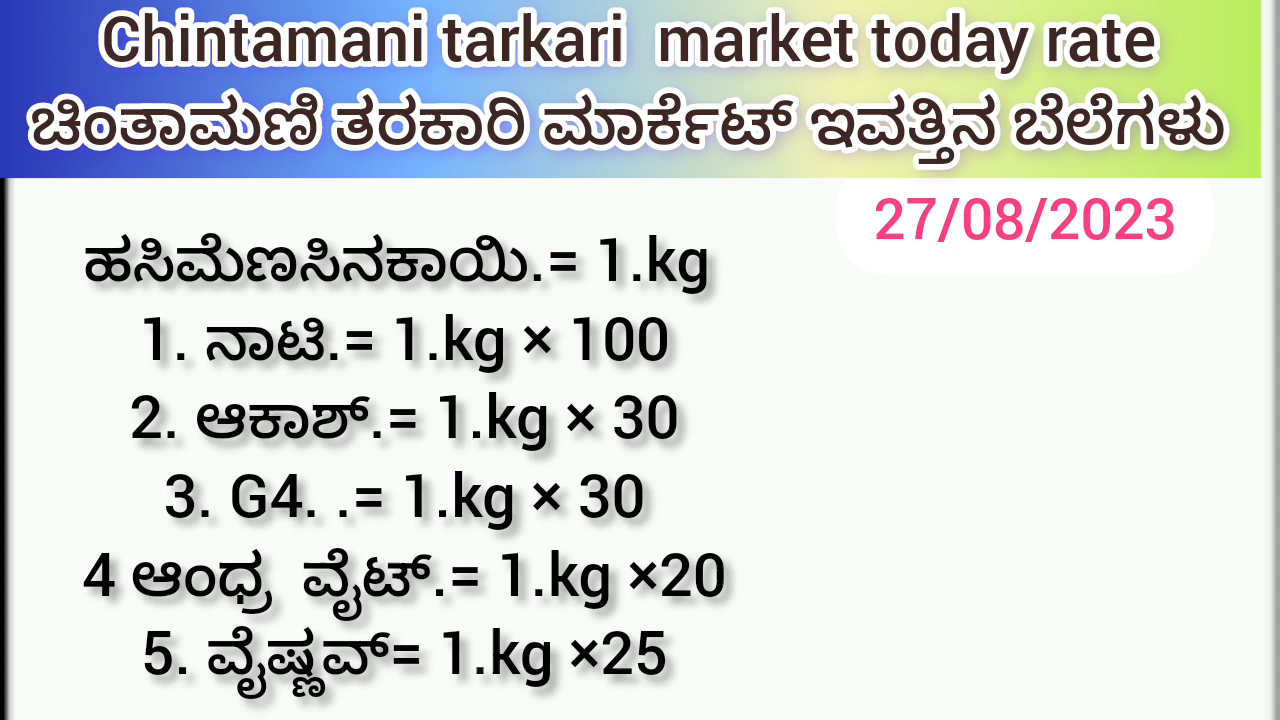 Chintamani tarkari market today rate
ಚಿಂತಾಮಣಿ ತರಕಾರಿ ಮಾರ್ಕೆಟ್ ಇವತ್ತಿನ ಬೆಲೆಗಳು
27/08/2023
ಹಸಿಮೆಣಸಿನಕಾಯಿ.= 1.kg
1. ನಾಟಿ.= 1.kg × 100
2. ಆಕಾಶ್.= 1.kg × 30
3. G4. .= 1.kg × 30
4 ಆಂಧ್ರ ವೈಟ್.= 1.kg ×20
5. ವೈಷ್ಣವ್= 1.kg ×25